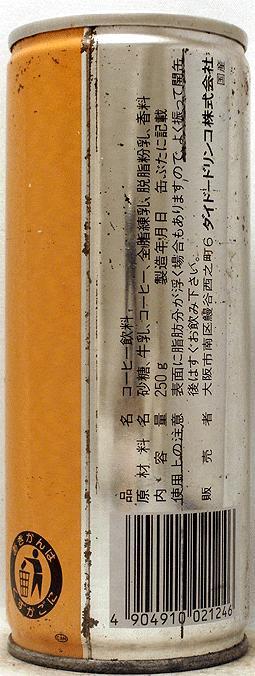 品名 コーヒー飲料
原材料名 砂糖、牛乳、コーヒー、全脂練乳、脱脂粉乳、香料
内容量 250g 製造年月日 缶ぶたに記載
使用上の注意 表面に脂肪分が浮く場合もありますので、よく振って開缶
後はすぐお飲み下さい。
販売者 大阪市南区鰻谷西之町6 ダイドードリンコ株式会社
国産
4 904910 021246
あきかんは
くずかごに